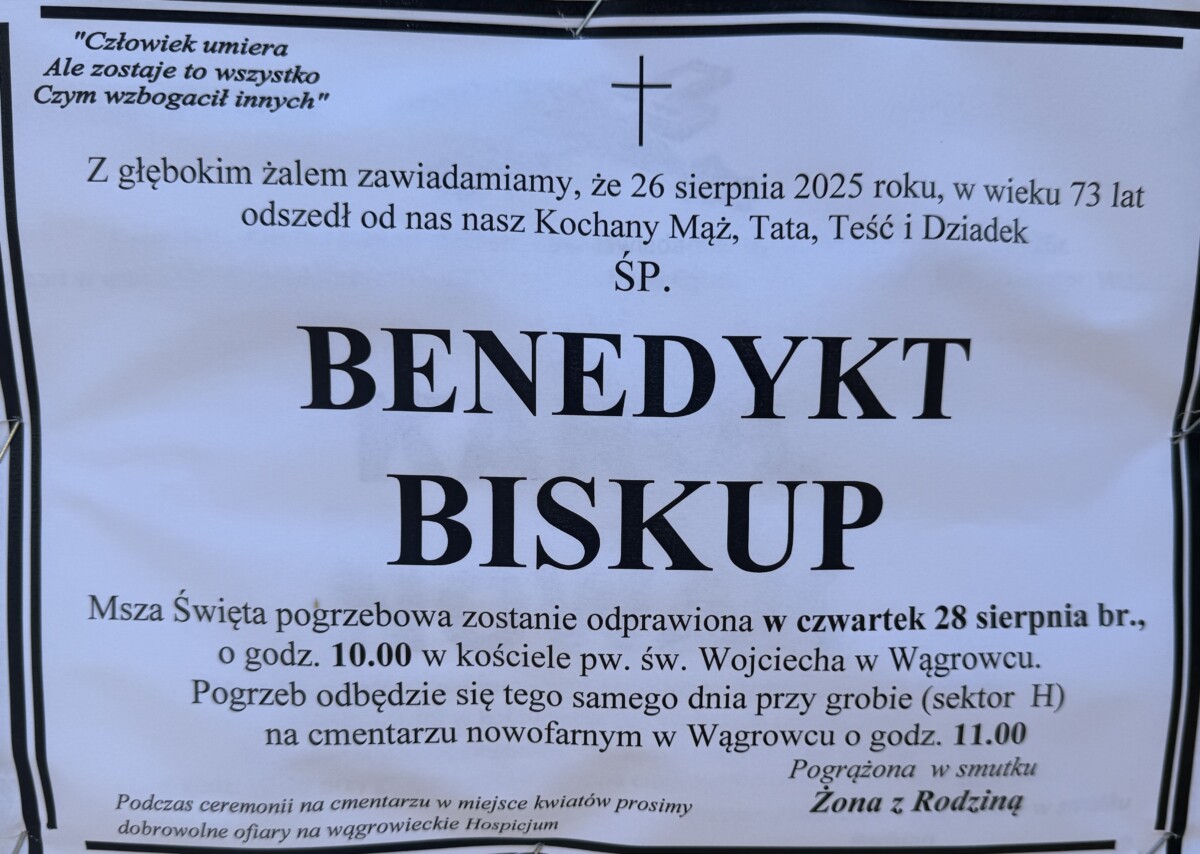 "Człowiek umiera
Ale zostaje to wszystko
Czym wzbogacił innych"
Z głębokim żalem zawiadamiamy, że 26 sierpnia 2025 roku, w wieku 73 lat
odszedł od nas nasz Kochany Mąż, Tata, Teść i Dziadek
ŚP.
BENEDYKT
BISKUP
Msza Święta pogrzebowa zostanie odprawiona w czwartek 28 sierpnia br.,
o godz. 10.00 w kościele pw. św. Wojciecha w Wągrowcu.
Pogrzeb odbędzie się tego samego dnia przy grobie (sektor H)
na cmentarzu nowofarnym w Wągrowcu o godz. 11.00
Pogrążona w smutku
Żona z Rodziną
Podczas ceremonii na cmentarzu w miejsce kwiatów prosimy
dobrowolne ofiary na wągrowieckie Hospicjum